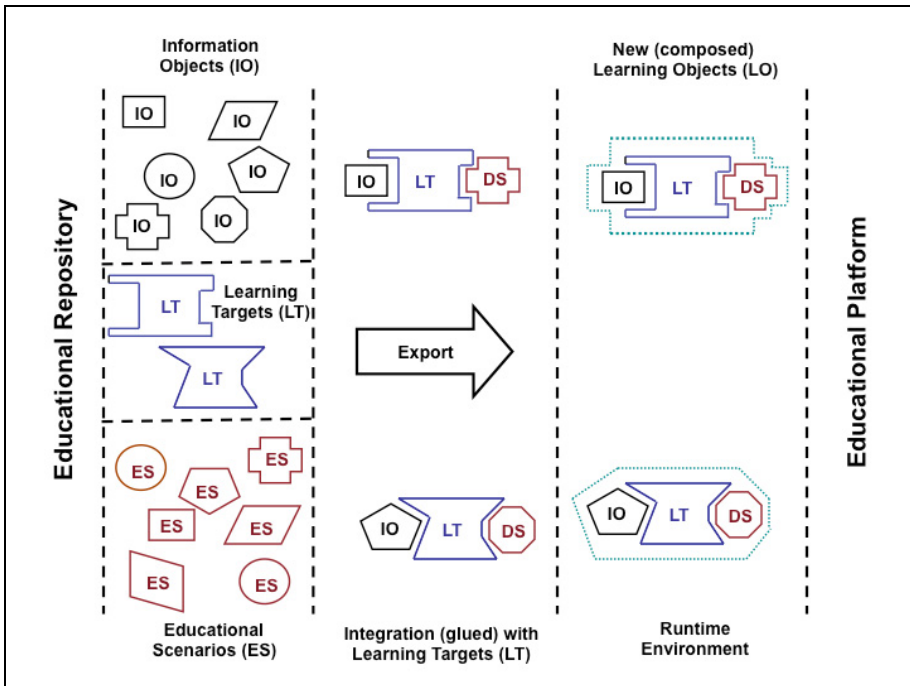 Information
Objects (IO)
New (composed)
Learning Objects (LO)
Educational Repository
IO
IO
IO
IO
IO
IO
IO
LT
DS
IO
LT
DS
LT
Learning
Targets (LT)
LT
Export
Educational Platform
ES
ES
ES
ES
ES
ES
ES
IO
LT
DS
IO
LT
DS
Educational
Scenarios (ES)
Integration (glued) with
Learning Targets (LT)
Runtime
Environment